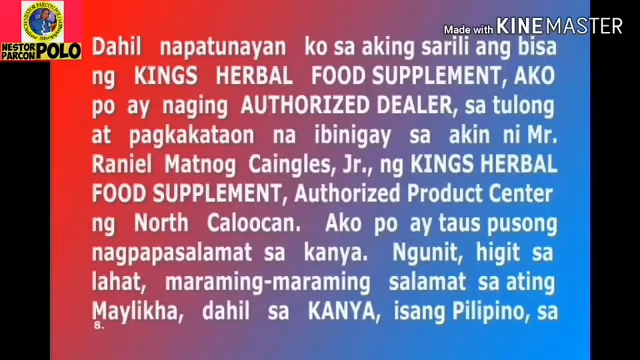 Made with KINEMASTER
NESTOR POLO
PARCON
Dahil napatunayan ko sa aking sarili ang bisa
ng KINGS HERBAL FOOD SUPPLEMENT, AKO
po ay naging AUTHORIZED DEALER, sa tulong
at pagkakataon na ibinigay sa akin ni Mr.
Raniel Matnog Caingles, Jr., ng KINGS HERBAL
FOOD SUPPLEMENT, Authorized Product Center
ng North Caloocan. Ako po ay taus pusong
nagpapasalamat sa kanya. Ngunit, higit sa
lahat, maraming-maraming salamat sa ating
Maylikha, dahil sa KANYA, isang Pilipino, sa
8.